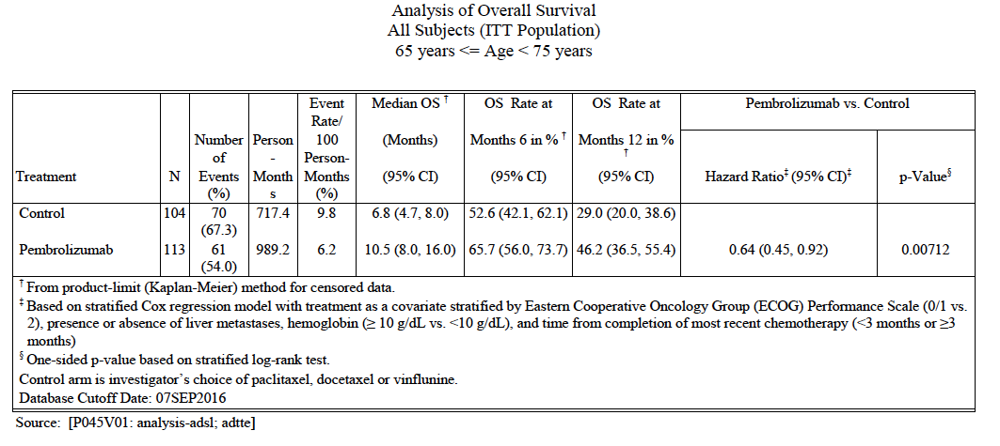 Analysis of Overall Survival
All Subjects (ITT Population)
65 years <= Age < 75 years
Treatment
N
Number
of
Events
(%)
Person
-
Month
s
Event
Rate/
100
Person-
Months
(%)
Median OS †
(Months)
(95% CI)
OS Rate at
Months 6 in % †
(95% CI)
OS Rate at
Months 12 in %
†
(95% CI)
Pembrolizumab vs. Control
Hazard Ratio‡ (95% CI)‡
p-Value§
Control 104 70 717.4 9.8 6.8 (4.7, 8.0) 52.6 (42.1, 62.1) 29.0 (20.0, 38.6)
(67.3)
Pembrolizumab 113 61 989.2 6.2 10.5 (8.0, 16.0) 65.7 (56.0, 73.7) 46.2 (36.5, 55.4) 0.64 (0.45, 0.92) 0.00712
(54.0)
† From product-limit (Kaplan-Meier) method for censored data.
‡ Based on stratified Cox regression model with treatment as a covariate stratified by Eastern Cooperative Oncology Group (ECOG) Performance Scale (0/1 vs.
2), presence or absence of liver metastases, hemoglobin (≥ 10 g/dL vs. <10 g/dL), and time from completion of most recent chemotherapy (<3 months or ≥3
months)
§ One-sided p-value based on stratified log-rank test.
Control arm is investigator’s choice of paclitaxel, docetaxel or vinflunine.
Database Cutoff Date: 07SEP2016
Source: [P045V01: analysis-adsl; adtte]